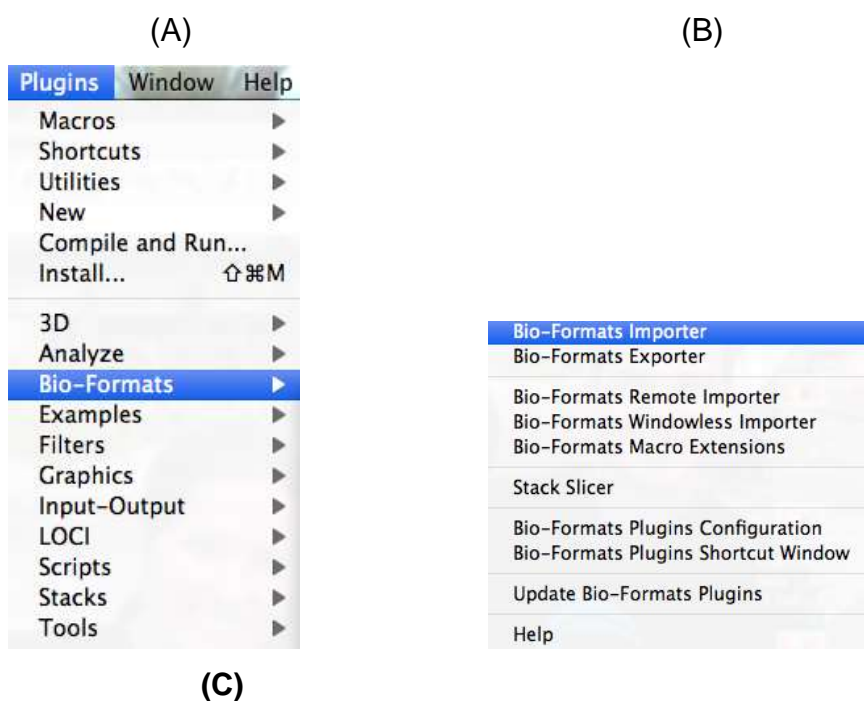 (A)
(B)
Plugins Window Help
Macros
Shortcuts
Utilities
New
Compile and Run...
Install... ⇧⌘M
3D
Analyze
Bio-Formats
Examples
Filters
Graphics
Input-Output
LOCI
Scripts
Stacks
Tools
Bio-Formats Importer
Bio-Formats Exporter
Bio-Formats Remote Importer
Bio-Formats Windowless Importer
Bio-Formats Macro Extensions
Stack Slicer
Bio-Formats Plugins Configuration
Bio-Formats Plugins Shortcut Window
Update Bio-Formats Plugins
Help
(C)